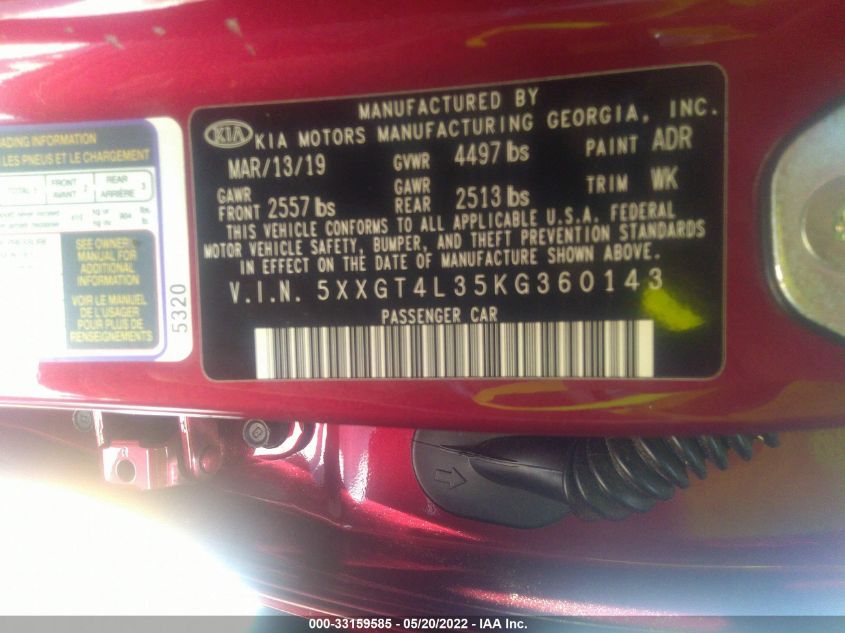 MANUFACTURED BY
KIA KIA MOTORS MANUFACTURING GEORGIA, INC.
MAR/13/19 GVWR 4497 lbs PAINT ADR
GAWR FRONT 2557 lbs GAWR REAR 2513 lbs TRIM WK
THIS VEHICLE CONFORMS TO ALL APPLICABLE U.S.A. FEDERAL
MOTOR VEHICLE SAFETY, BUMPER, AND THEFT PREVENTION STANDARDS
IN EFFECT ON THE DATE OF MANUFACTURE SHOWN ABOVE.
V.I.N. 5XXGT4L35KG360143
PASSENGER CAR
LOADING INFORMATION
LES PNEUS ET LE CHARGEMENT
TOTAL 5 FRONT AVANT 2 REAR ARRIÈRE 3
SEE OWNER
MANUAL FOR
ADDITIONAL
INFORMATION
VOIR LE MANUEL
DE L'USAGER
POUR PLUS DE
RENSEIGNEMENTS
5320
000-33159585 - 05/20/2022 - IAA Inc.